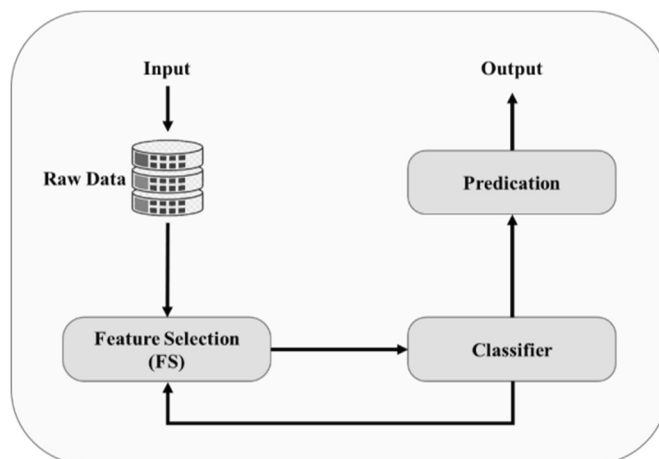 Input
Output
Raw Data
Predication
Feature Selection
(FS)
Classifier